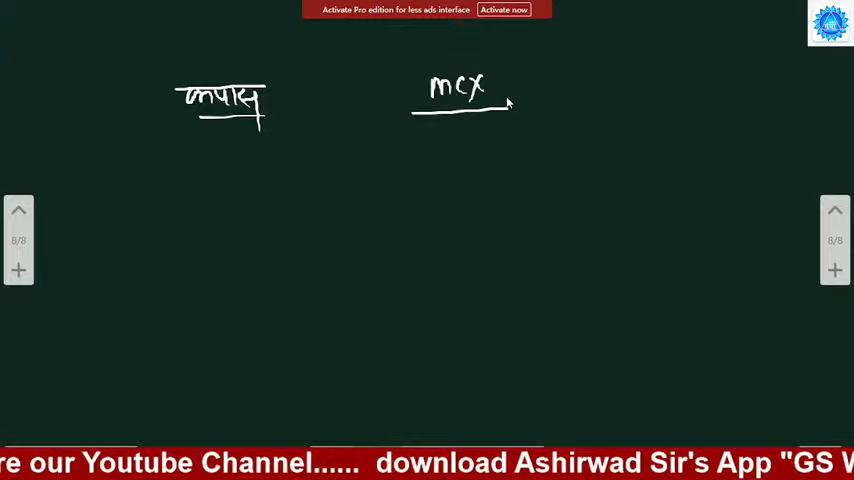 Activate Pro edition for less ads interface Activate now
कपास mcx
8/8 8/8
re our Youtube Channel...... download Ashirwad Sir's App "GS W